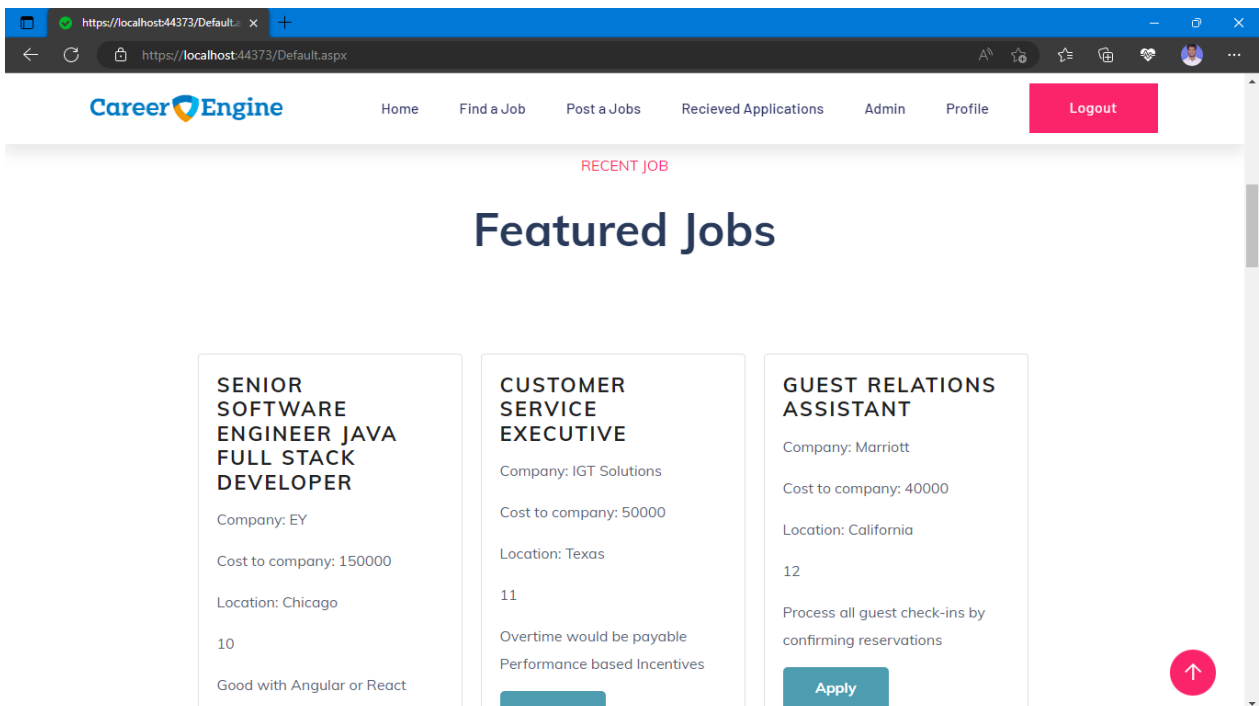 https://localhost:44373/Default.a
https://localhost:44373/Default.aspx
Career Engine
Home
Find a Job
Post a Jobs
Recieved Applications
Admin
Profile
Logout
RECENT JOB
Featured Jobs
SENIOR
SOFTWARE
ENGINEER JAVA
FULL STACK
DEVELOPER
Company: EY
Cost to company: 150000
Location: Chicago
10
Good with Angular or React
CUSTOMER
SERVICE
EXECUTIVE
Company: IGT Solutions
Cost to company: 50000
Location: Texas
11
Overtime would be payable
Performance based Incentives
GUEST RELATIONS
ASSISTANT
Company: Marriott
Cost to company: 40000
Location: California
12
Process all guest check-ins by
confirming reservations
Apply